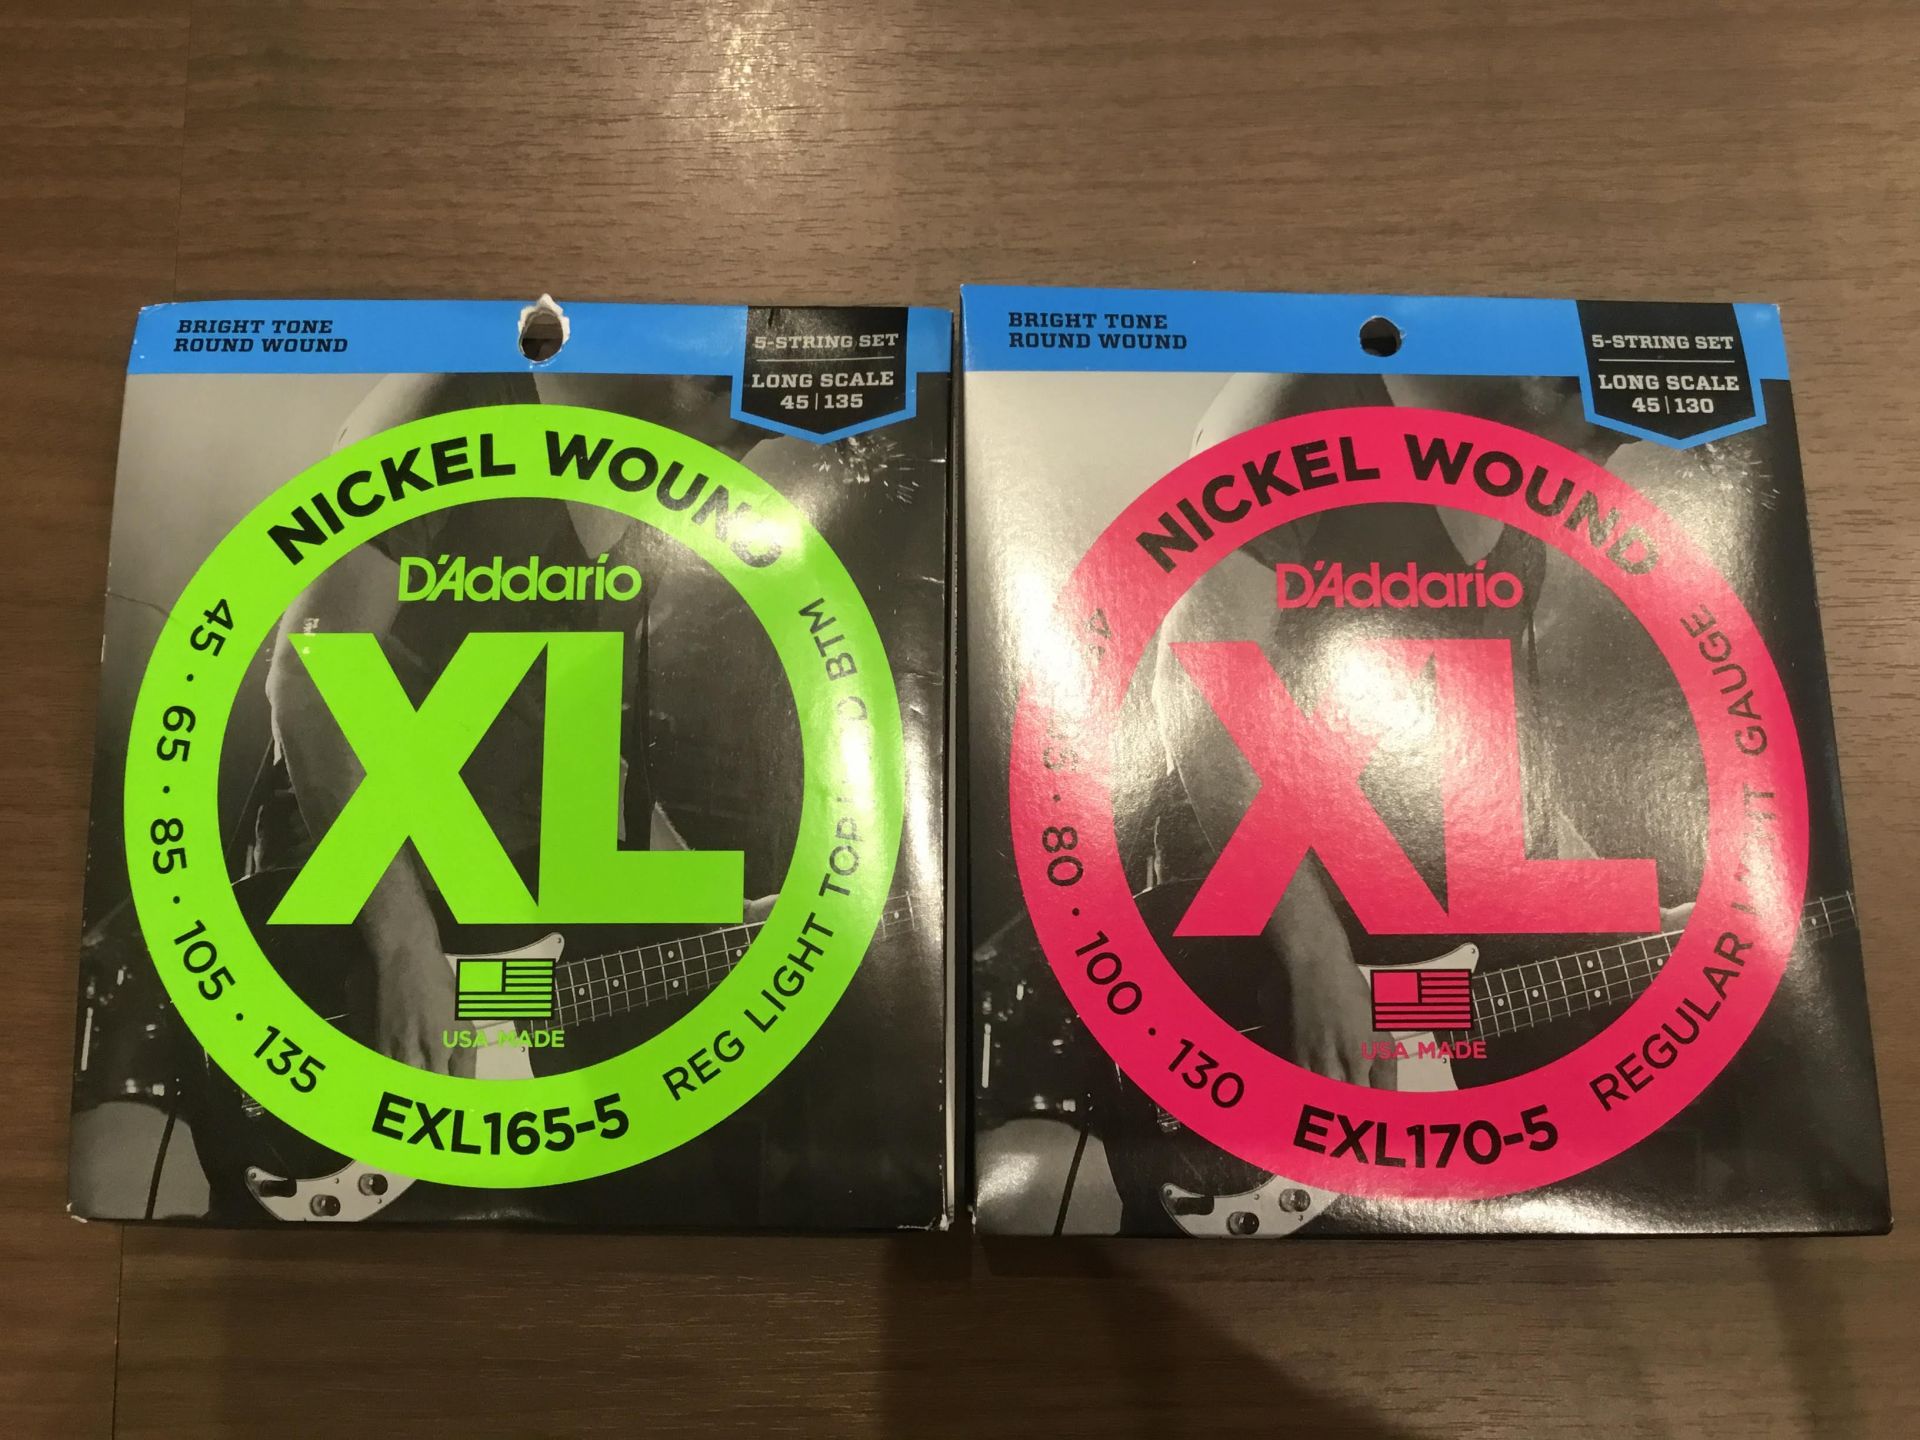 BRIGHT TONE
ROUND WOUND
5-STRING SET
LONG SCALE
45|135
NICKEL WOUND
D'Addario
XL
USA MADE
45 · 65 · 85 · 105 · 135
EXL165-5
REG LIGHT TOP BTM
BRIGHT TONE
ROUND WOUND
5-STRING SET
LONG SCALE
45|130
NICKEL WOUND
D'Addario
XL
USA MADE
80 · 100 · 130
EXL170-5
REGULAR LIGHT GAUGE